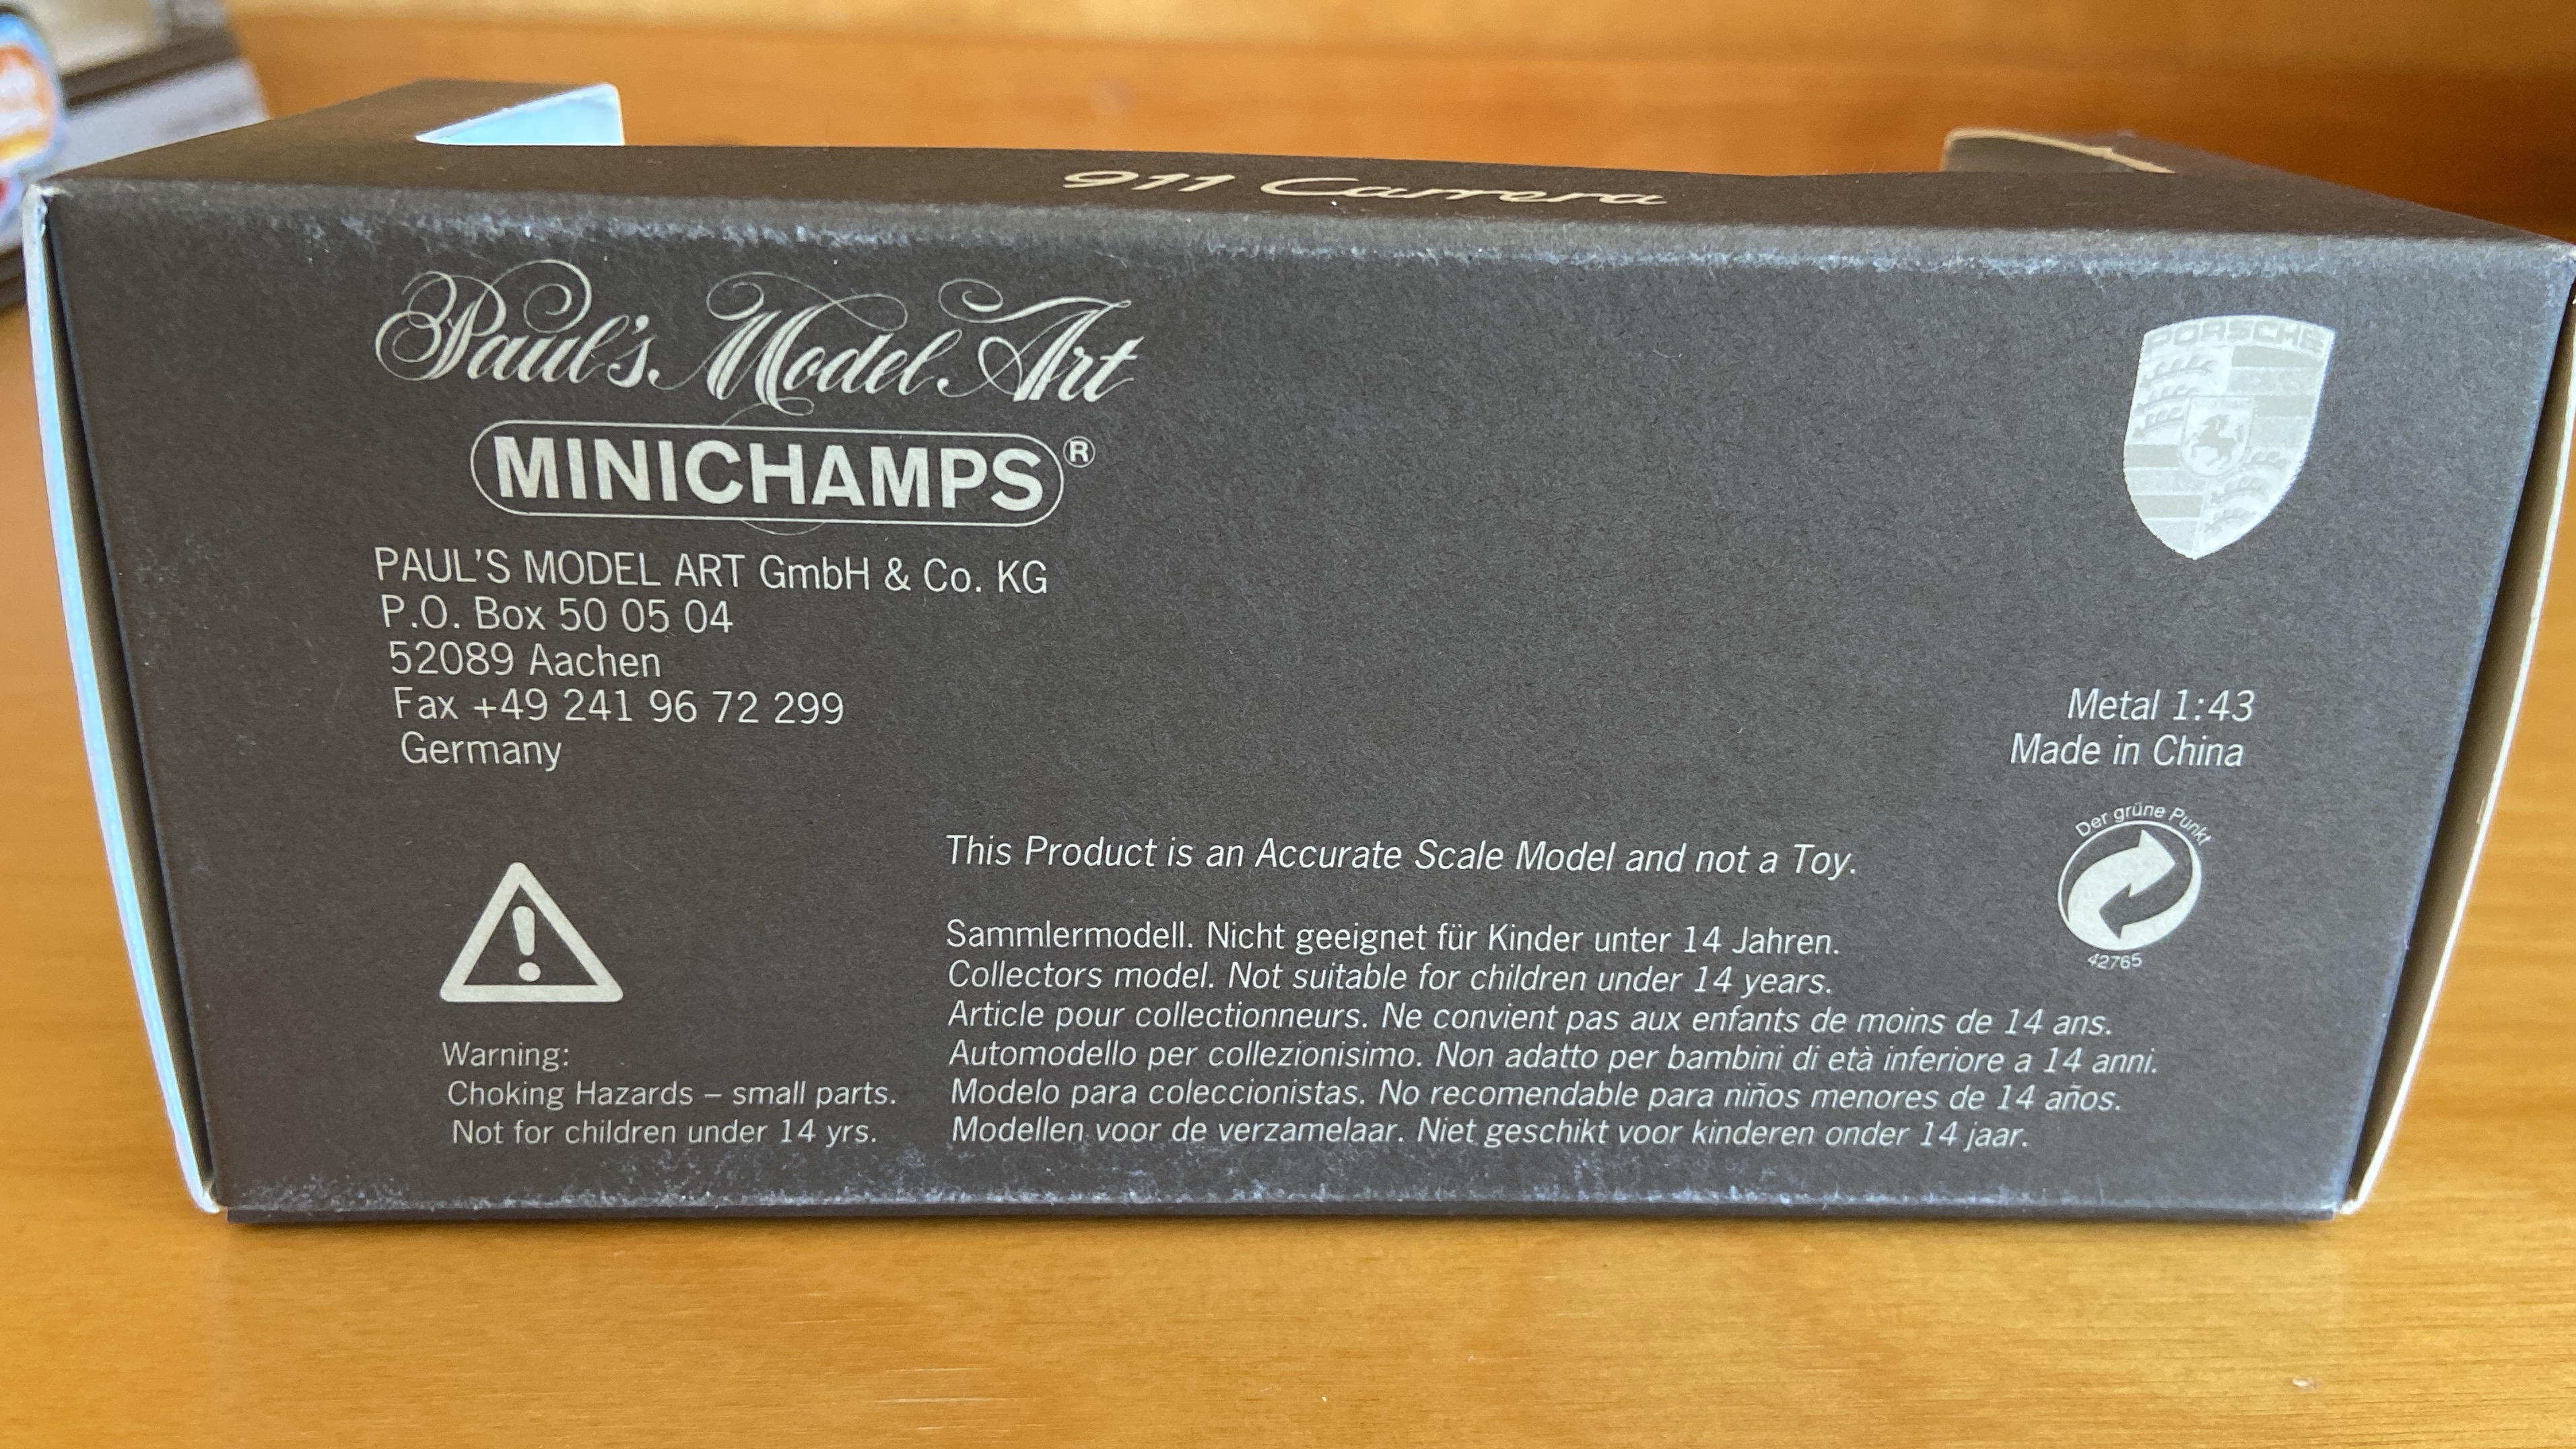 911 Carrera
Paul's Model Art
MINICHAMPS®
PORSCHE
PAUL'S MODEL ART GmbH & Co. KG
P.O. Box 50 05 04
52089 Aachen
Fax +49 241 96 72 299
Germany
Metal 1:43
Made in China
Der grüne Punkt
42765
This Product is an Accurate Scale Model and not a Toy.
Sammlermodell. Nicht geeignet für Kinder unter 14 Jahren.
Collectors model. Not suitable for children under 14 years.
Article pour collectionneurs. Ne convient pas aux enfants de moins de 14 ans.
Automodello per collezionisimo. Non adatto per bambini di età inferiore a 14 anni.
Modelo para coleccionistas. No recomendable para niños menores de 14 años.
Modellen voor de verzamelaar. Niet geschikt voor kinderen onder 14 jaar.
Warning:
Choking Hazards – small parts.
Not for children under 14 yrs.